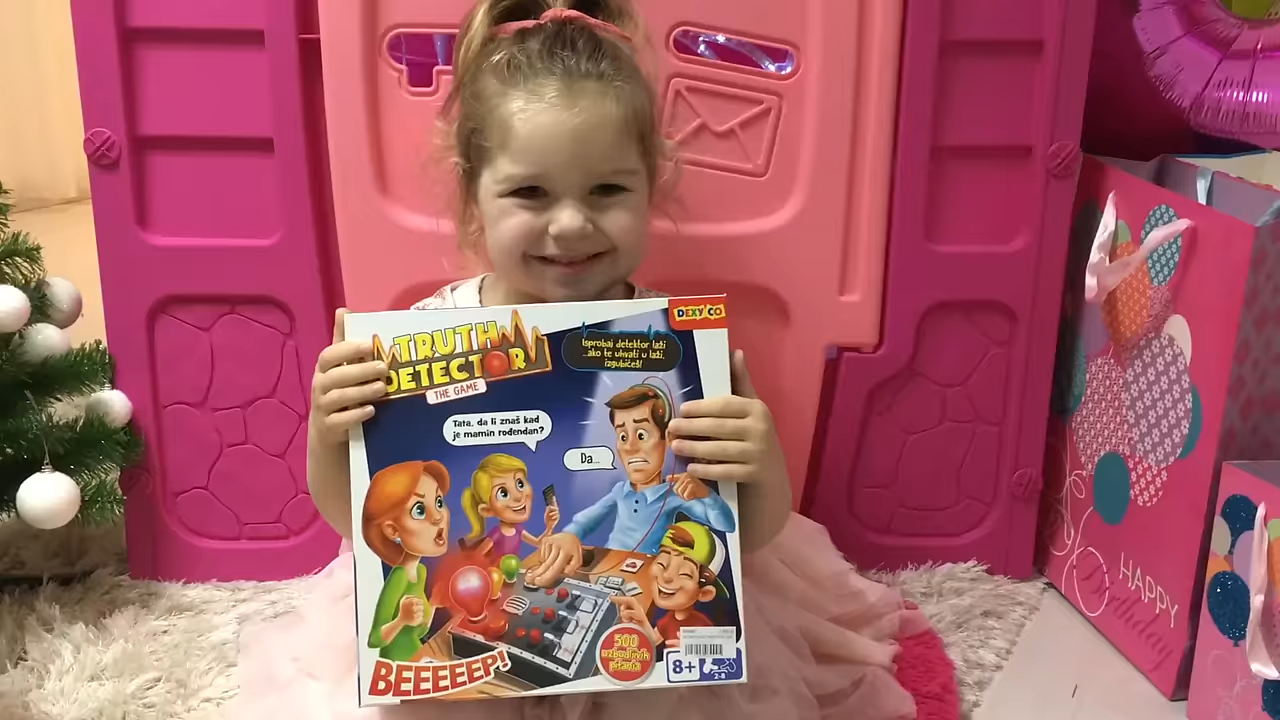 DEXY CO
TRUTH
DETECTOR
THE GAME
Isprobaj detektor laži
...ako te uhvati u laži,
izgubićeš!
Tata, da li znaš kad
je mamin rođendan?
Da...
BEEEEEP!
500
uzbudljivih
pitanja
8+
2-8
HAPPY
Birthday